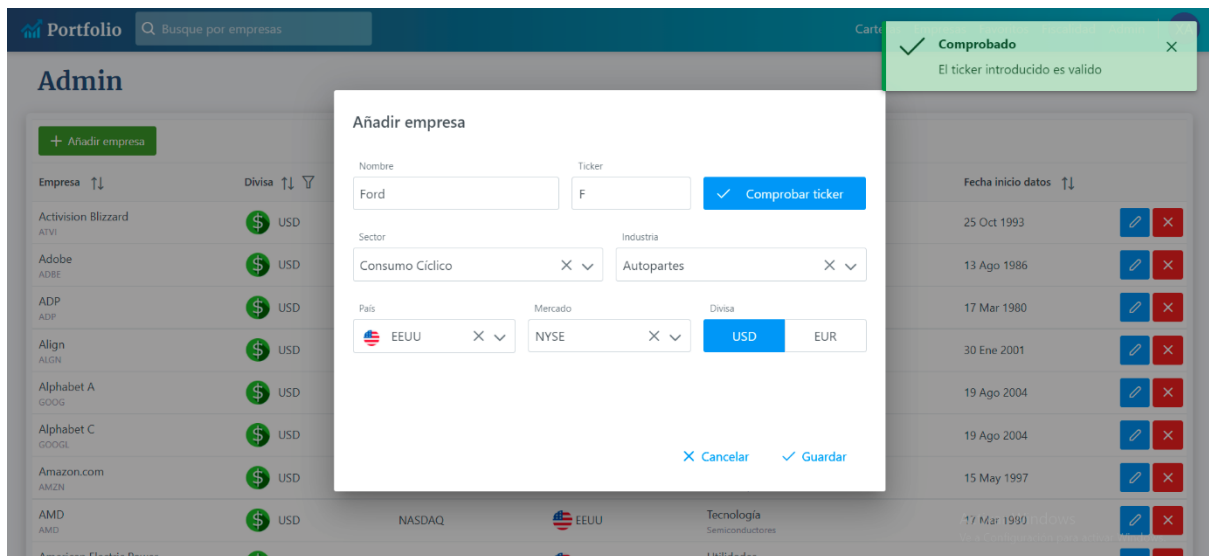 Portfolio
Busque por empresas
Comprobado
El ticker introducido es valido
Admin
Añadir empresa
Añadir empresa
Nombre
Ticker
Ford
F
Comprobar ticker
Sector
Industria
Consumo Cíclico
Autopartes
País
Mercado
Divisa
EEUU
NYSE
USD
EUR
Cancelar
Guardar
Empresa
Divisa
Fecha inicio datos
Activision Blizzard
ATVI
USD
25 Oct 1993
Adobe
ADBE
USD
13 Ago 1986
ADP
ADP
USD
17 Mar 1980
Align
ALGN
USD
30 Ene 2001
Alphabet A
GOOG
USD
19 Ago 2004
Alphabet C
GOOGL
USD
19 Ago 2004
Amazon.com
AMZN
USD
15 May 1997
AMD
AMD
USD
NASDAQ
EEUU
Tecnología
Semiconductores
17 Mar 1980